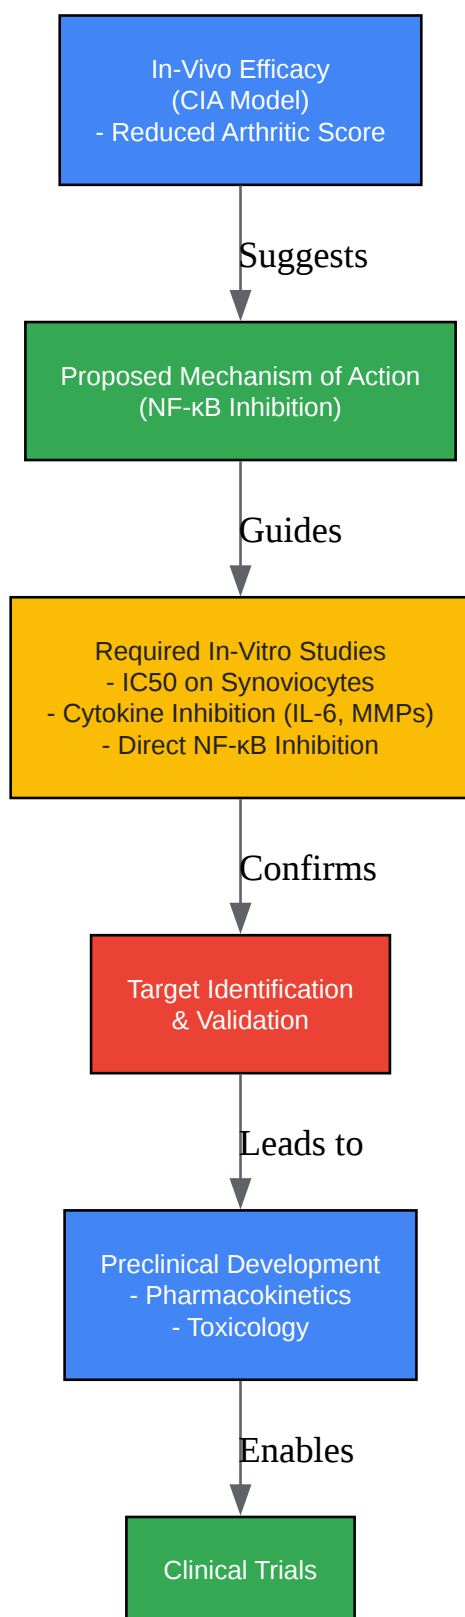 In-Vivo Efficacy
(CIA Model)
- Reduced Arthritic Score
Suggests
Proposed Mechanism of Action
(NF-κB Inhibition)
Guides
Required In-Vitro Studies
- IC50 on Synoviocytes
- Cytokine Inhibition (IL-6, MMPs)
- Direct NF-κB Inhibition
Confirms
Target Identification
& Validation
Leads to
Preclinical Development
- Pharmacokinetics
- Toxicology
Enables
Clinical Trials